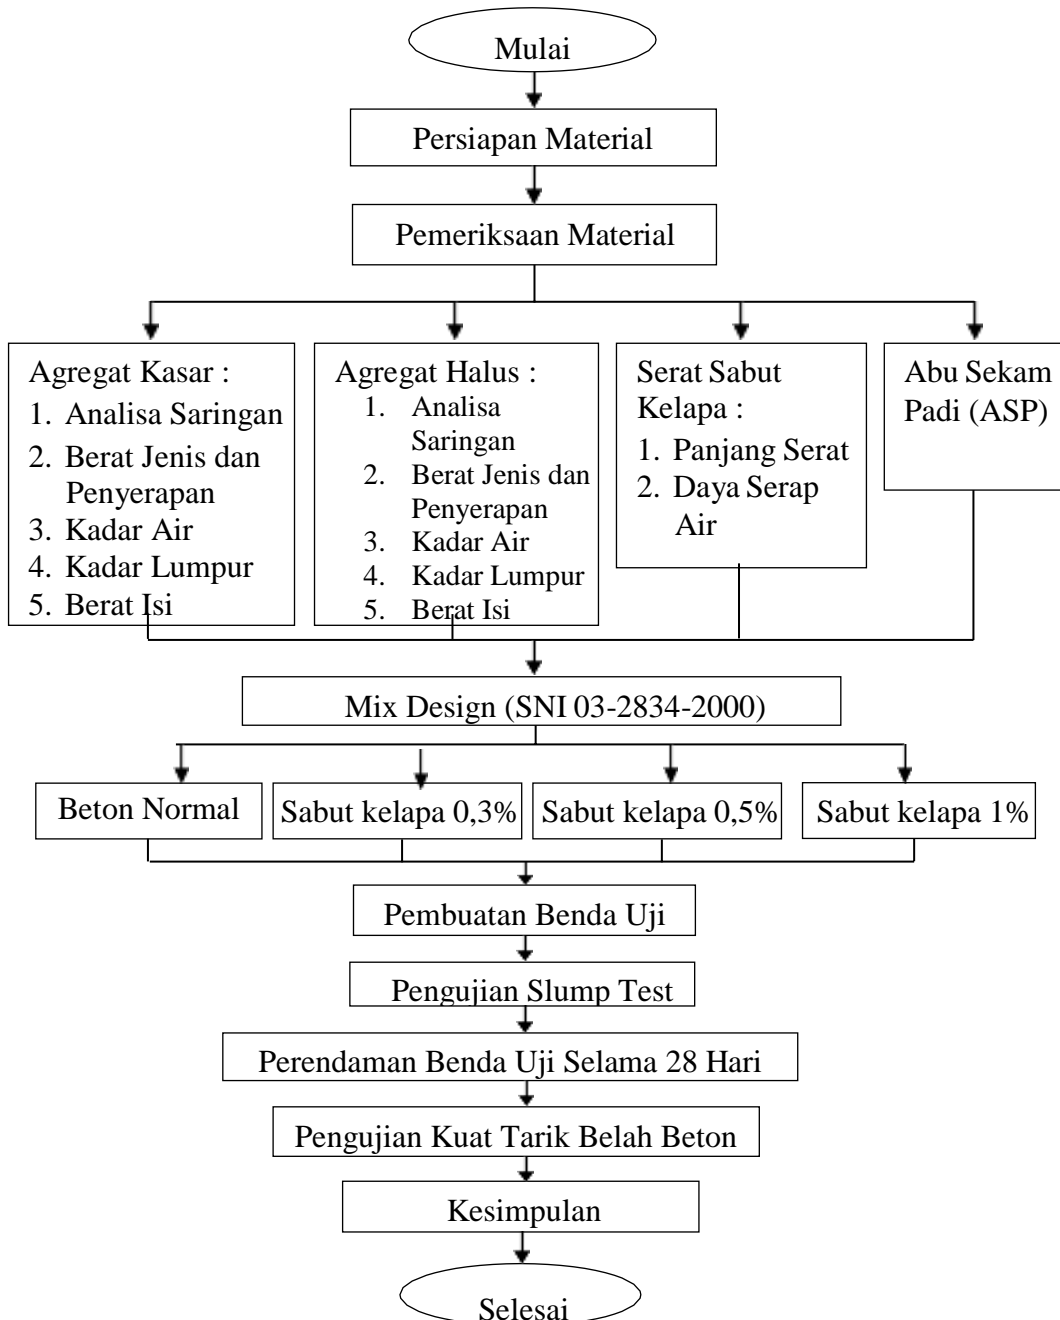 Mulai
Persiapan Material
Pemeriksaan Material
Agregat Kasar :
1. Analisa Saringan
2. Berat Jenis dan
Penyerapan
3. Kadar Air
4. Kadar Lumpur
5. Berat Isi
Agregat Halus :
1. Analisa
Saringan
2. Berat Jenis dan
Penyerapan
3. Kadar Air
4. Kadar Lumpur
5. Berat Isi
Serat Sabut
Kelapa :
1. Panjang Serat
2. Daya Serap
Air
Abu Sekam
Padi (ASP)
Mix Design (SNI 03-2834-2000)
Beton Normal
Sabut kelapa 0,3%
Sabut kelapa 0,5%
Sabut kelapa 1%
Pembuatan Benda Uji
Pengujian Slump Test
Perendaman Benda Uji Selama 28 Hari
Pengujian Kuat Tarik Belah Beton
Kesimpulan
Selesai